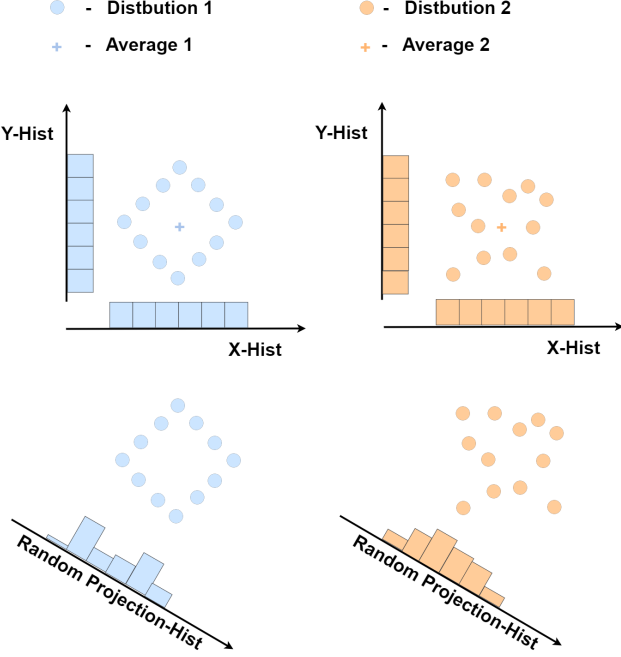 - Distbution 1
- Distbution 2
- Average 1
- Average 2
Y-Hist
Y-Hist
X-Hist
X-Hist
Random Projection-Hist
Random Projection-Hist